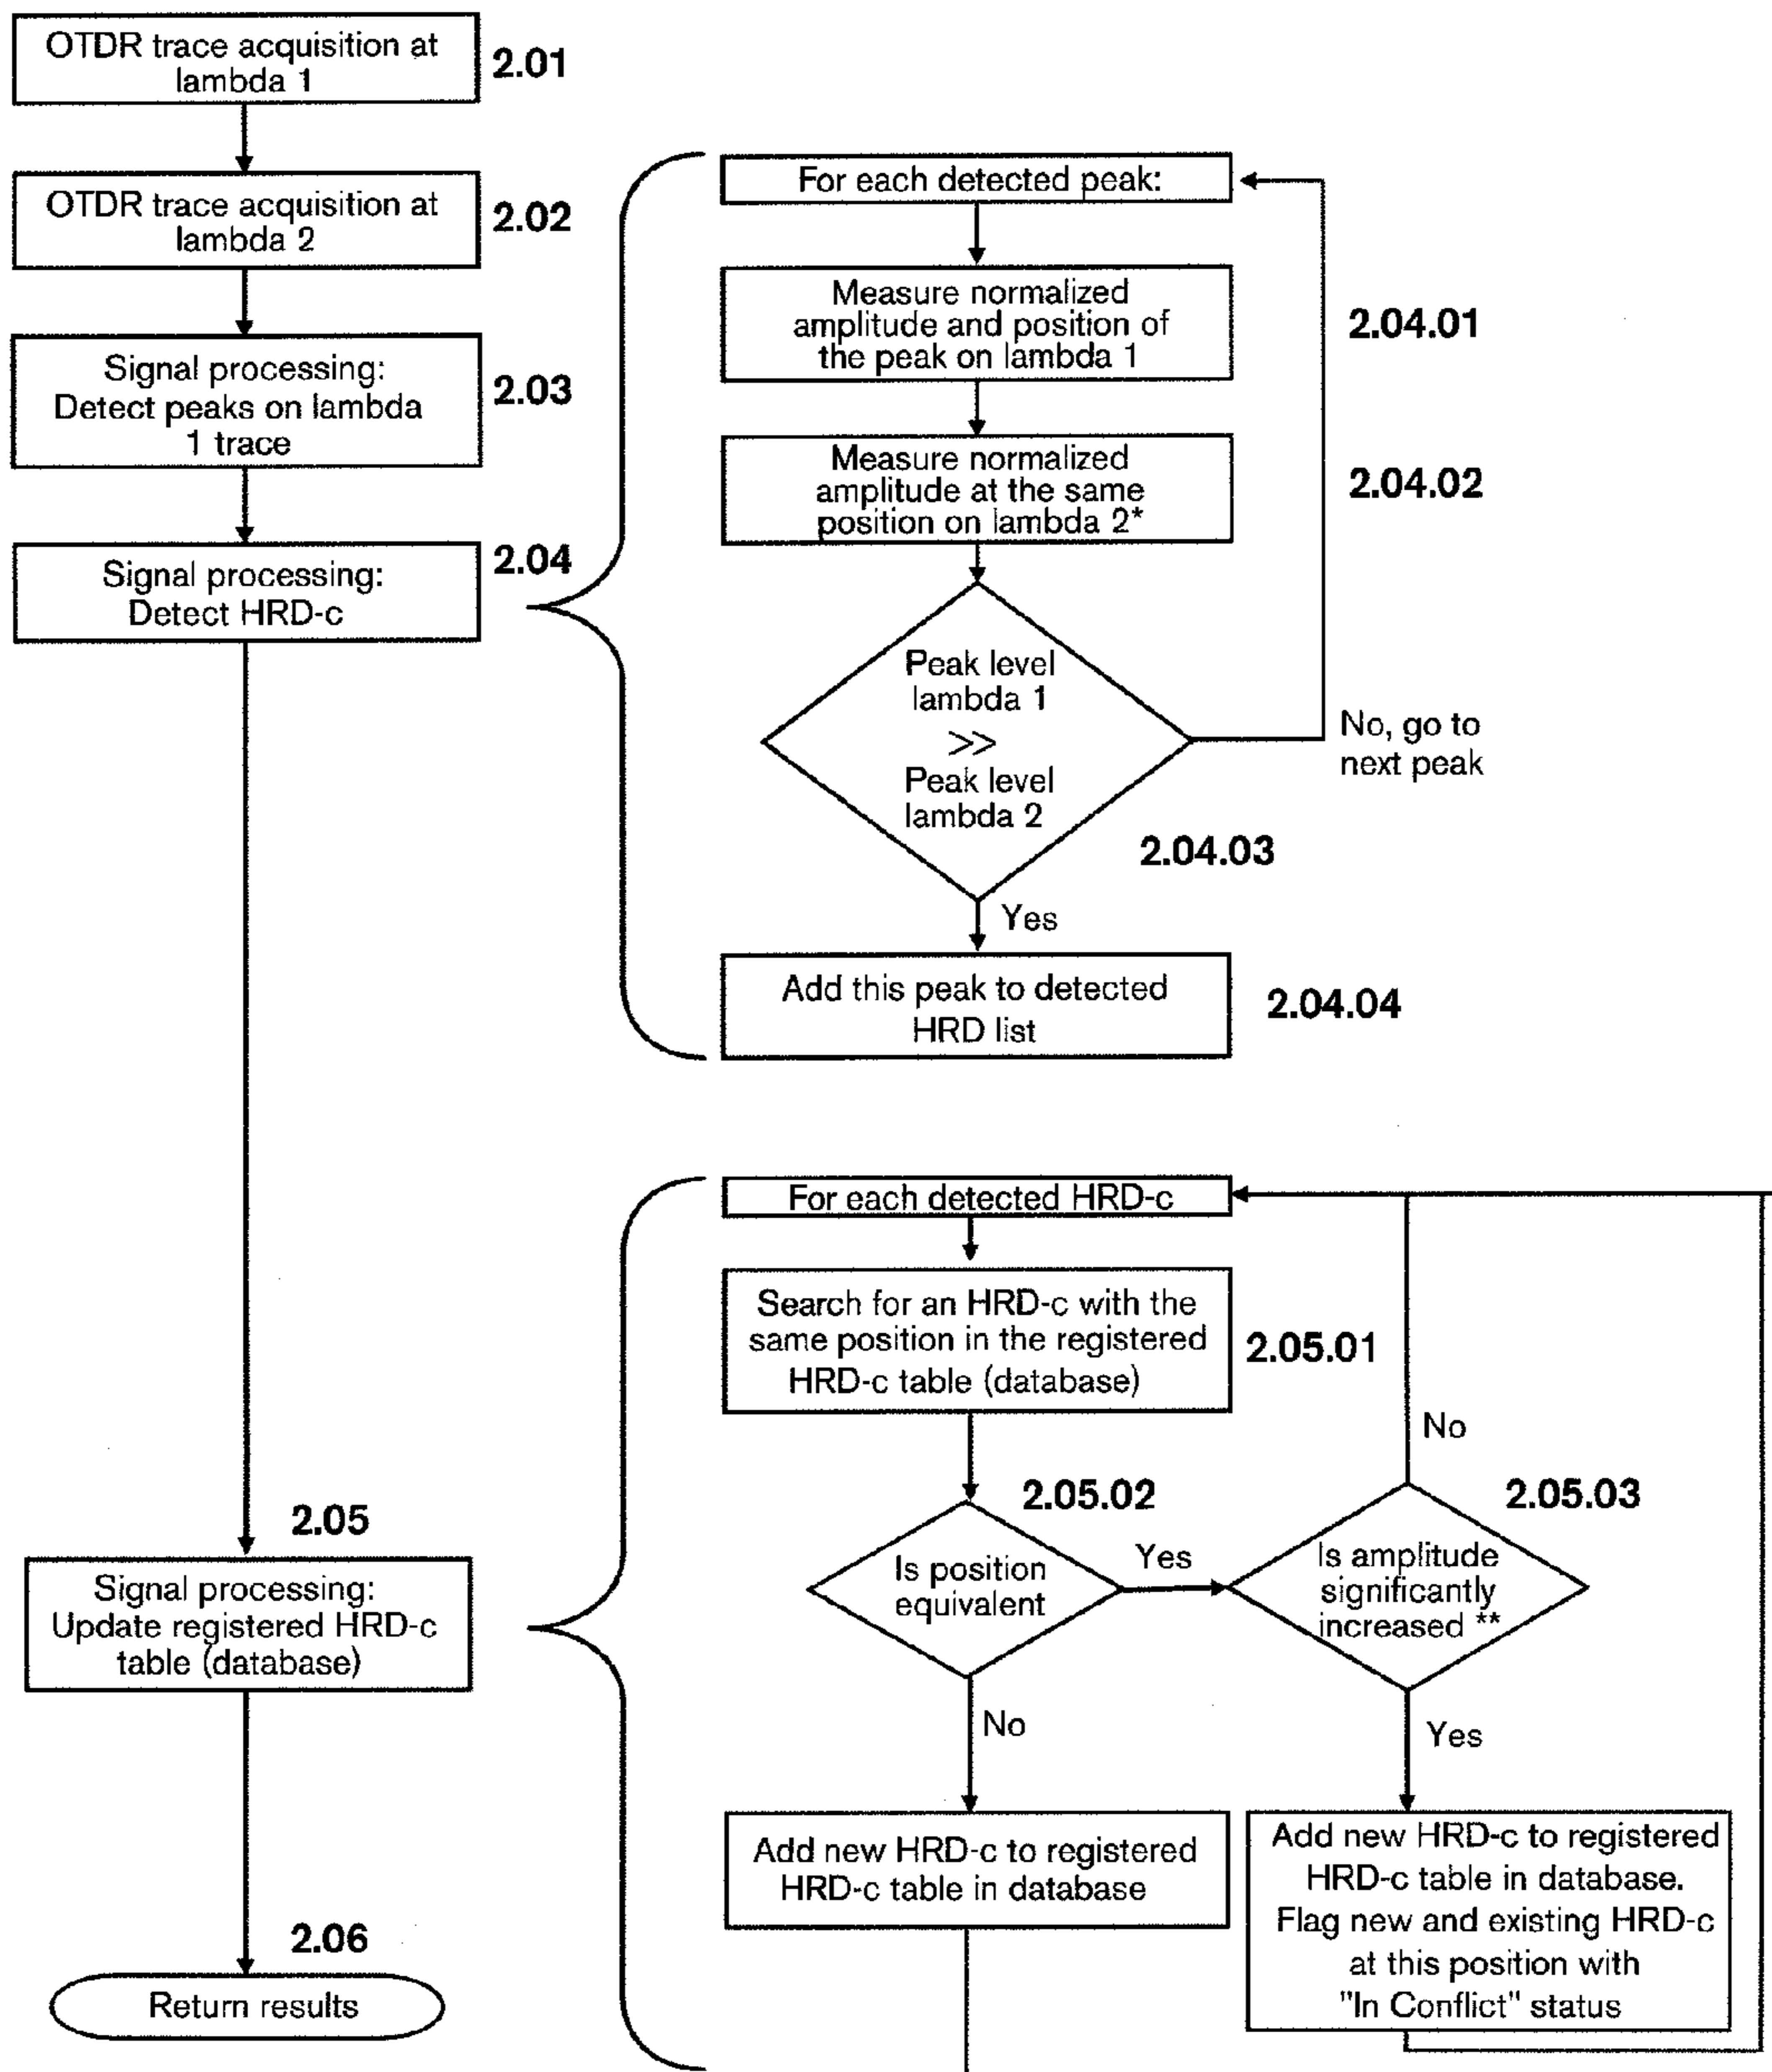 OTDR trace acquisition at
lambda 1
2.01
OTDR trace acquisition at
lambda 2
2.02
Signal processing:
Detect peaks on lambda
1 trace
2.03
Signal processing:
Detect HRD-c
2.04
For each detected peak:
Measure normalized
amplitude and position of
the peak on lambda 1
2.04.01
Measure normalized
amplitude at the same
position on lambda 2*
2.04.02
Peak level
lambda 1
>>
Peak level
lambda 2
2.04.03
No, go to
next peak
Yes
Add this peak to detected
HRD list
2.04.04
2.05
Signal processing:
Update registered HRD-c
table (database)
For each detected HRD-c
Search for an HRD-c with the
same position in the registered
HRD-c table (database)
2.05.01
2.05.02
Is position
equivalent
Yes
No
2.05.03
Is amplitude
significantly
increased **
No
Yes
Add new HRD-c to registered
HRD-c table in database
Add new HRD-c to registered
HRD-c table in database.
Flag new and existing HRD-c
at this position with
"In Conflict" status
2.06
Return results